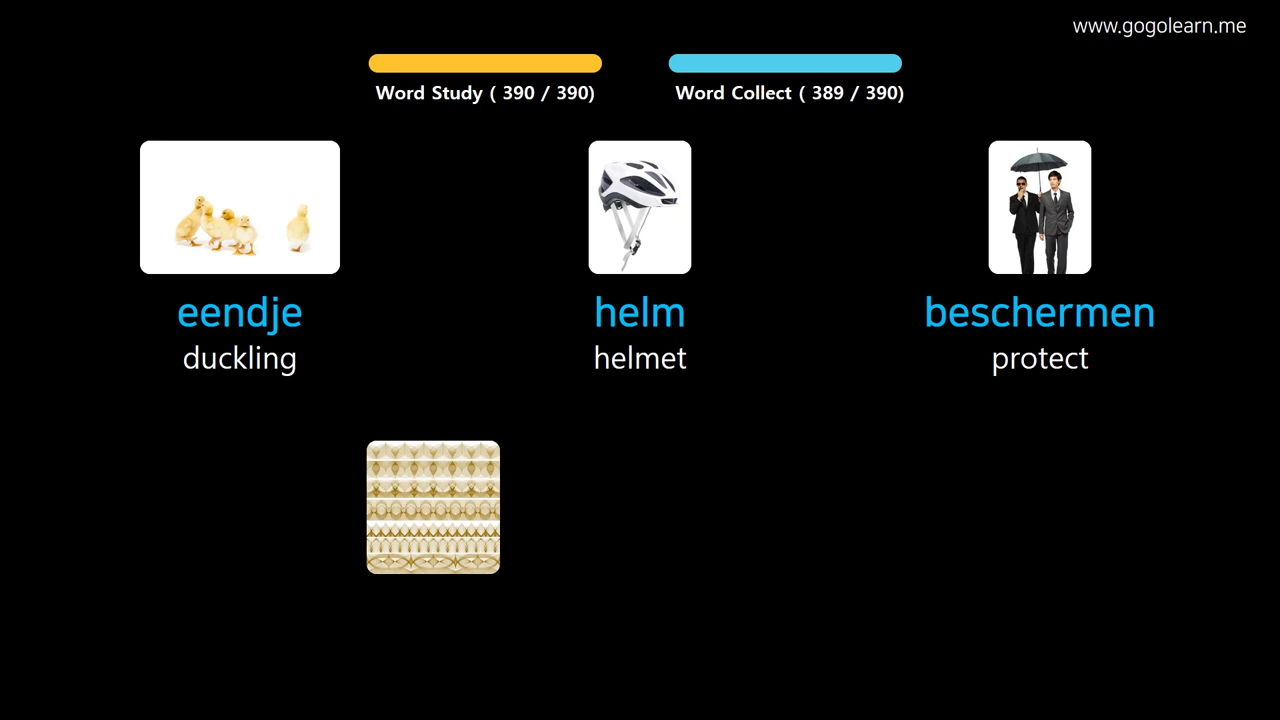 www.gogolearn.me
Word Study ( 390 / 390)
Word Collect ( 389 / 390)
eendje
duckling
helm
helmet
beschermen
protect